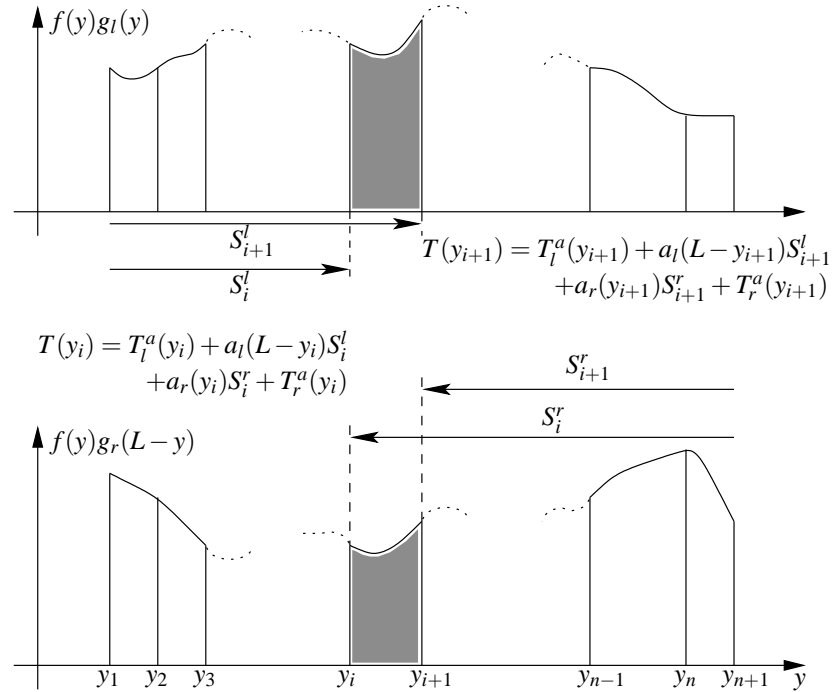 f(y)g_l(y)
S^l_{i+1}
S^l_i
T(y_{i+1}) = T^a_l(y_{i+1}) + a_l(L−y_{i+1})S^l_{i+1}
+a_r(y_{i+1})S^r_{i+1} + T^a_r(y_{i+1})
T(y_i) = T^a_l(y_i) + a_l(L−y_i)S^l_i
+a_r(y_i)S^r_i + T^a_r(y_i)
S^r_{i+1}
S^r_i
f(y)g_r(L−y)
y_1 y_2 y_3 y_i y_{i+1} y_{n−1} y_n y_{n+1} y